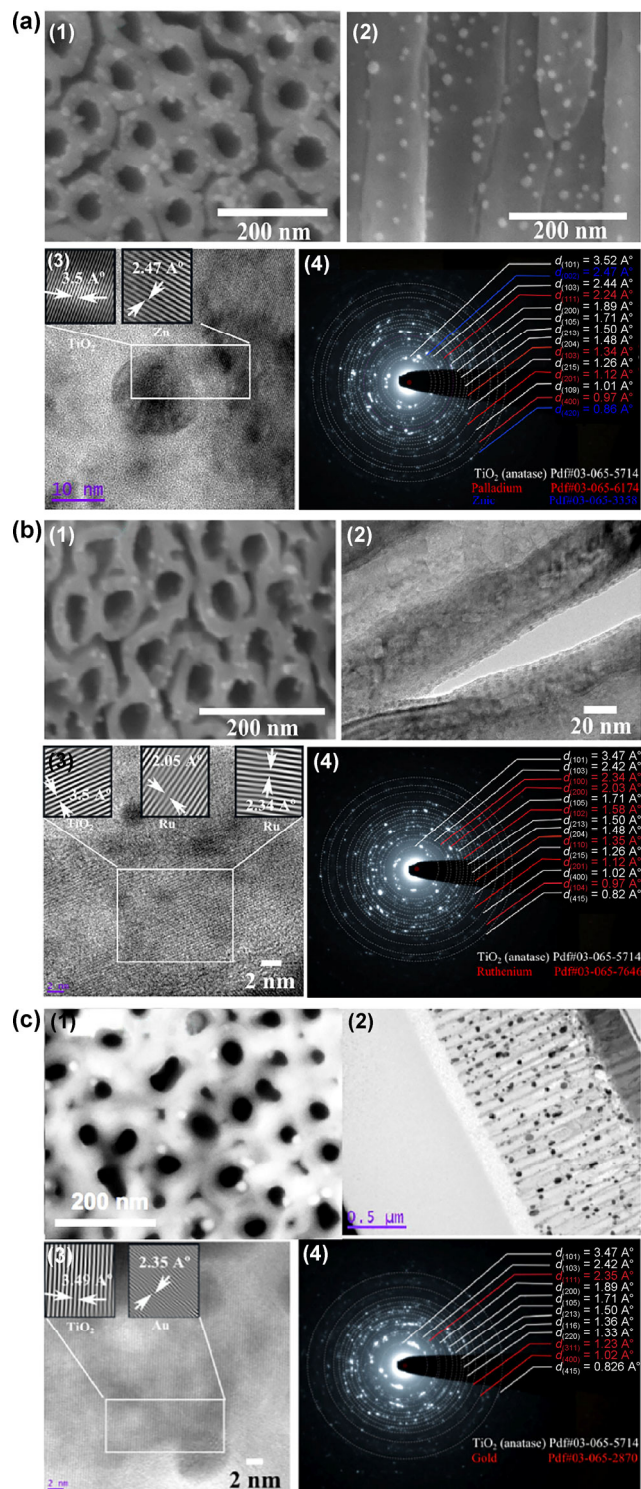 (a)
(1)
200 nm
(2)
200 nm
(3)
3.5 A°
TiO₂
2.47 A°
Zn
10 nm
(4)
d(101) = 3.52 A°
= 2.47 A°
d(103) = 2.44 A°
d(111) = 2.24 A°
d(200) = 1.89 A°
d(105) = 1.71 A°
d(213) = 1.50 A°
d(204) = 1.48 A°
d(103) = 1.34 A°
d(215) = 1.26 A°
d(201) = 1.12 A°
d(109) = 1.01 A°
d(400) = 0.97 A°
= 0.86 A°
TiO₂ (anatase) Pdf#03-065-5714
Palladium Pdf#03-065-6174
Znic Pdf#03-065-3358
(b)
(1)
200 nm
(2)
20 nm
(3)
3.5 A°
TiO₂
2.05 A°
Ru
2.34 A°
Ru
2 nm
(4)
d(101) = 3.47 A°
d(103) = 2.42 A°
d(100) = 2.34 A°
d(200) = 2.03 A°
d(105) = 1.71 A°
d(102) = 1.58 A°
d(213) = 1.50 A°
d(204) = 1.48 A°
d(110) = 1.35 A°
d(215) = 1.26 A°
d(201) = 1.12 A°
d(400) = 1.02 A°
d(104) = 0.97 A°
d(415) = 0.82 A°
TiO₂ (anatase) Pdf#03-065-5714
Ruthenium Pdf#03-065-7646
(c)
(1)
200 nm
(2)
0.5 μm
(3)
3.49 A°
TiO₂
2.35 A°
Au
2 nm
2 nm
(4)
d(101) = 3.47 A°
d(103) = 2.42 A°
d(111) = 2.35 A°
d(200) = 1.89 A°
d(105) = 1.71 A°
d(213) = 1.50 A°
d(116) = 1.36 A°
d(220) = 1.33 A°
d(311) = 1.23 A°
d(400) = 1.02 A°
d(415) = 0.826 A°
TiO₂ (anatase) Pdf#03-065-5714
Gold Pdf#03-065-2870